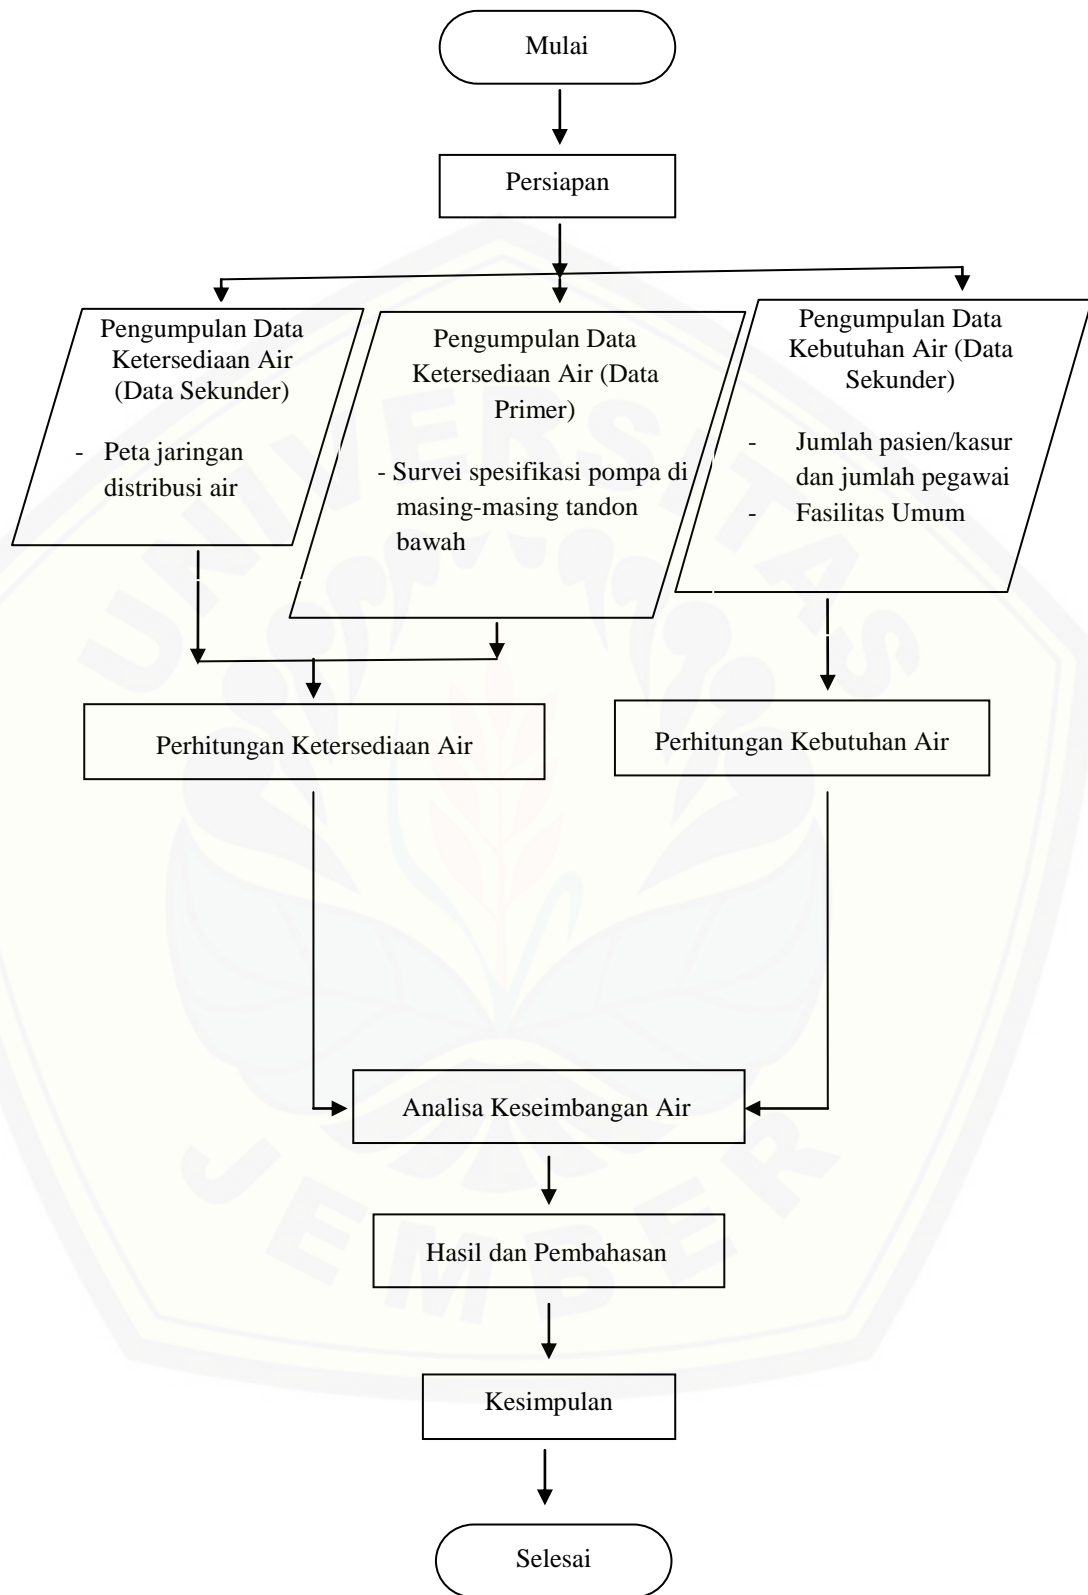 Mulai
Persiapan
Pengumpulan Data
Ketersediaan Air
(Data Sekunder)
- Peta jaringan
distribusi air
Pengumpulan Data
Ketersediaan Air (Data
Primer)
- Survei spesifikasi pompa di
masing-masing tandon
bawah
Pengumpulan Data
Kebutuhan Air (Data
Sekunder)
- Jumlah pasien/kasur
dan jumlah pegawai
- Fasilitas Umum
Perhitungan Ketersediaan Air
Perhitungan Kebutuhan Air
Analisa Keseimbangan Air
Hasil dan Pembahasan
Kesimpulan
Selesai
UNIVERSITAS
JEMBER